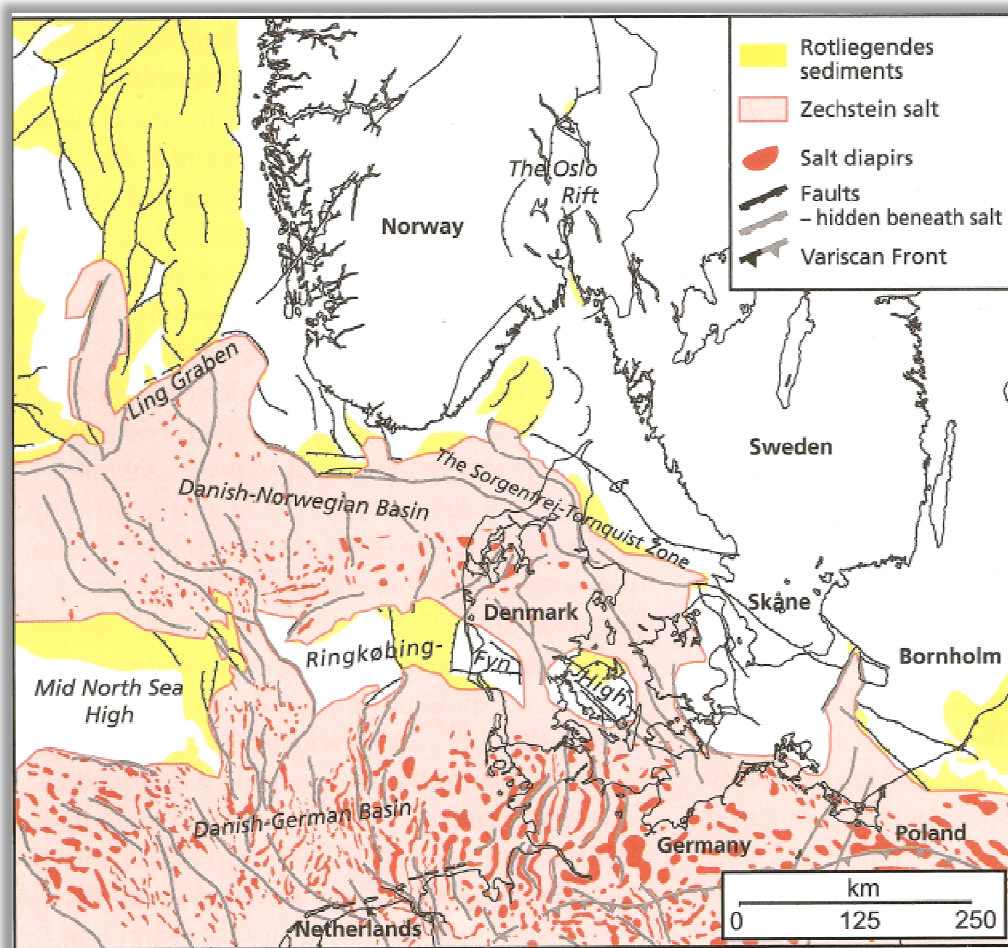 Rotliegendes
sediments
Zechstein salt
Salt diapirs
Faults
– hidden beneath salt
Variscan Front
The Oslo
Rift
Norway
Ling Graben
Sweden
The Sorgenfrei-Tornquist Zone
Danish-Norwegian Basin
Denmark
Skåne
Ringkøbing-
Fyn
High
Bornholm
Mid North Sea
High
Danish-German Basin
Germany
Poland
Netherlands
km
0 125 250